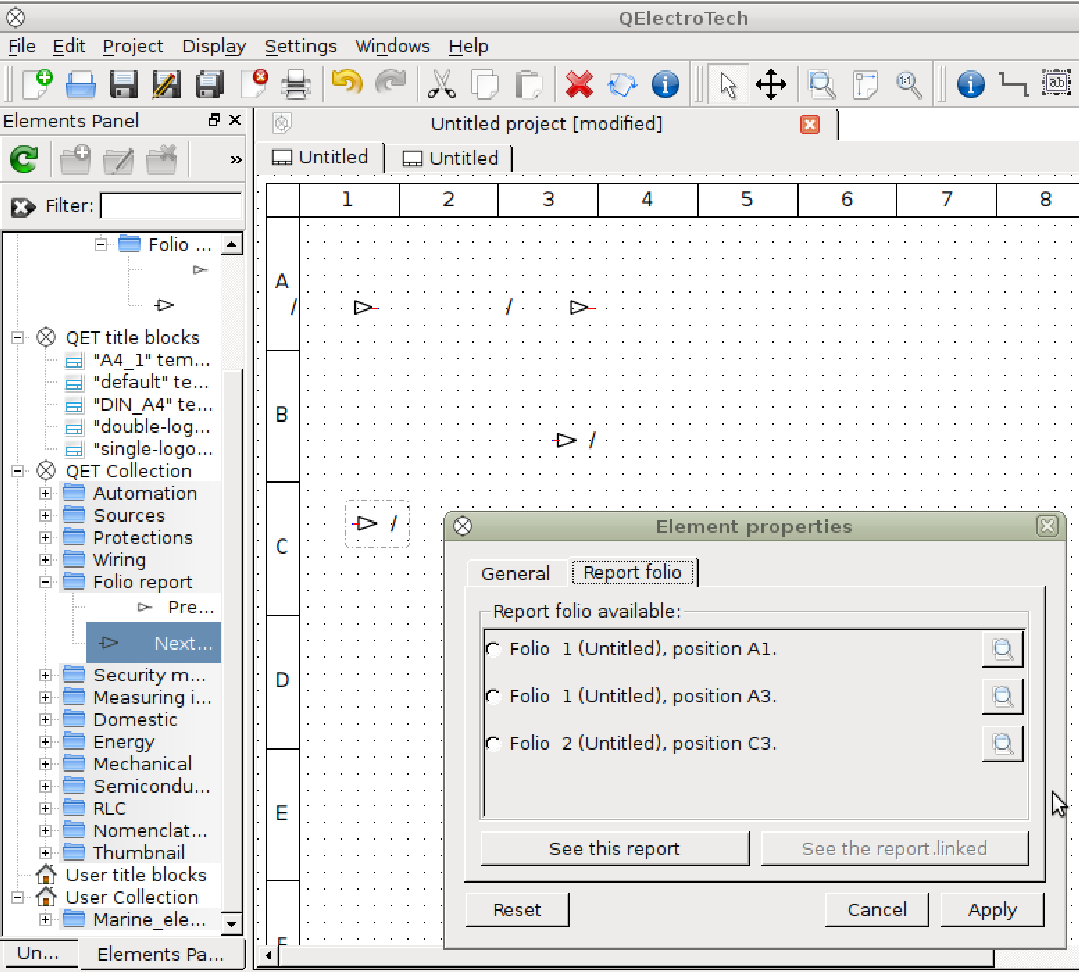 QElectroTech
File Edit Project Display Settings Windows Help
Elements Panel
Untitled project [modified]
Untitled Untitled
»
Filter:
1 2 3 4 5 6 7 8
Folio ...
A
/ /
QET title blocks
"A4_1" tem...
"default" te...
"DIN_A4" te...
"double-log...
"single-logo...
B
/
QET Collection
Automation
Sources
Protections
Wiring
Folio report
Pre...
Next...
Security m...
Measuring i...
Domestic
Energy
Mechanical
Semicondu...
RLC
Nomenclat...
Thumbnail
User title blocks
User Collection
Marine_ele...
Un... Elements Pa...
C
/
D
E
F
Element properties
General Report folio
Report folio available:
Folio 1 (Untitled), position A1.
Folio 1 (Untitled), position A3.
Folio 2 (Untitled), position C3.
See this report See the report linked
Reset Cancel Apply